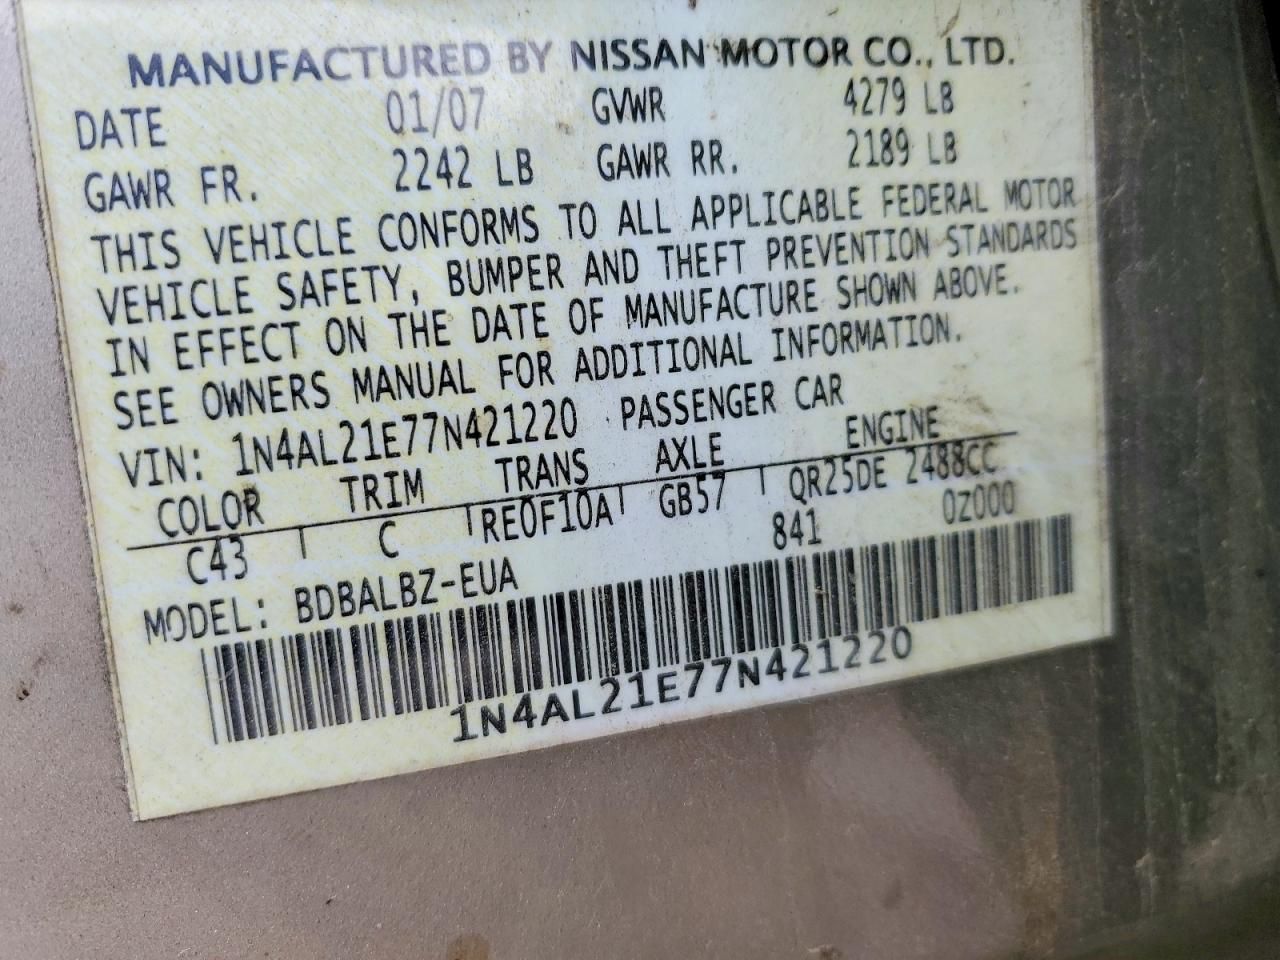 MANUFACTURED BY NISSAN MOTOR CO., LTD.
DATE 01/07 GVWR 4279 LB
GAWR FR. 2242 LB GAWR RR. 2189 LB
THIS VEHICLE CONFORMS TO ALL APPLICABLE FEDERAL MOTOR
VEHICLE SAFETY, BUMPER AND THEFT PREVENTION STANDARDS
IN EFFECT ON THE DATE OF MANUFACTURE SHOWN ABOVE.
SEE OWNERS MANUAL FOR ADDITIONAL INFORMATION.
VIN: 1N4AL21E77N421220 PASSENGER CAR
COLOR TRIM TRANS AXLE ENGINE
C43 C RE0F10A GB57 QR25DE 2488CC
MODEL: BDBALBZ-EUA 841 0Z000
1N4AL21E77N421220